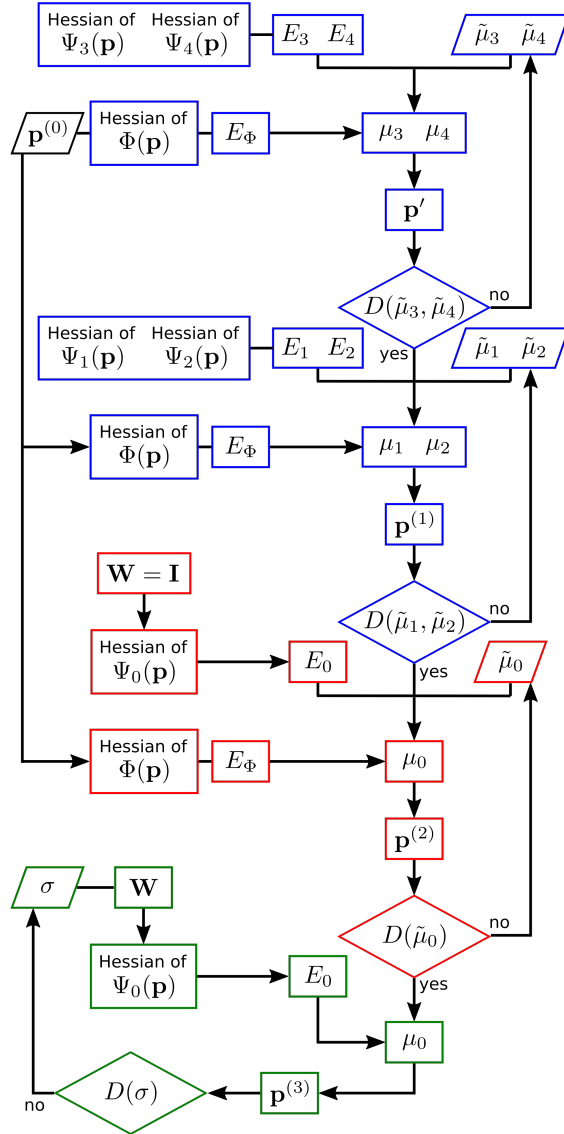 Hessian of Hessian of
Ψ₃(𝐩) Ψ₄(𝐩)
E₃ E₄
μ̃₃ μ̃₄
𝐩⁽⁰⁾
Hessian of
Φ(𝐩)
E_Φ
μ₃ μ₄
𝐩′
D(μ̃₃, μ̃₄)
no
yes
Hessian of Hessian of
Ψ₁(𝐩) Ψ₂(𝐩)
E₁ E₂
μ̃₁ μ̃₂
Hessian of
Φ(𝐩)
E_Φ
μ₁ μ₂
𝐩⁽¹⁾
𝐖 = 𝐈
D(μ̃₁, μ̃₂)
no
yes
Hessian of
Ψ₀(𝐩)
E₀
μ̃₀
Hessian of
Φ(𝐩)
E_Φ
μ₀
𝐩⁽²⁾
σ
𝐖
D(μ̃₀)
no
yes
Hessian of
Ψ₀(𝐩)
E₀
μ₀
D(σ)
no
𝐩⁽³⁾